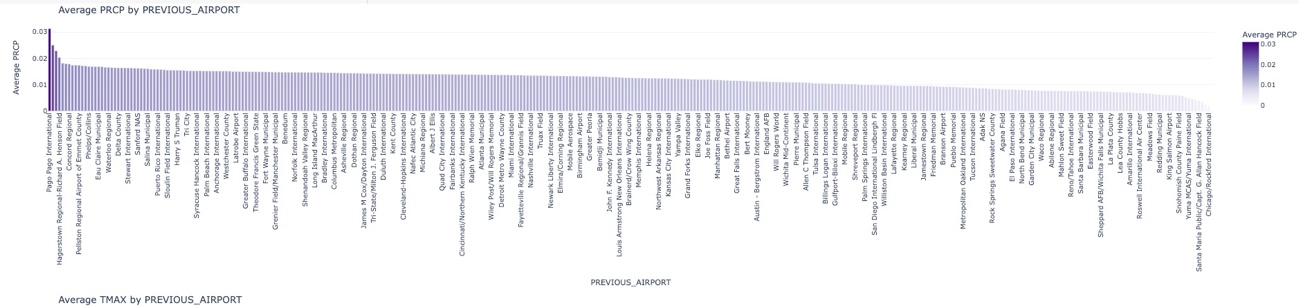 Average PRCP by PREVIOUS_AIRPORT
Average PRCP
0.03
0.02
0.01
0
Pago Pago International
Hagerstown Regional-Richard A. Henson Field
Concord Regional
Pellston Regional Airport of Emmet County
Phelps/Collins
Eau Claire Municipal
Waterloo Regional
Delta County
Stewart International
Sanford NAS
Salina Municipal
Puerto Rico International
Sloulin Field International
Harry S Truman
Tri City
Syracuse Hancock International
Palm Beach International
Anchorage International
Westchester County
Latrobe Airport
Greater Buffalo International
Theodore Francis Green State
Fort Wayne Municipal
Grenier Field/Manchester Municipal
Benedum
Norfolk International
Shenandoah Valley Regional
Long Island MacArthur
Bradley International
Columbus Metropolitan
Asheville Regional
Dothan Regional
James M Cox/Dayton International
Tri-State/Milton J. Ferguson Field
Duluth International
Kent County
Cleveland-Hopkins International
Nafec Atlantic City
Michiana Regional
Albert J Ellis
Quad City International
Fairbanks International
Cincinnati/Northern Kentucky International
Ralph Wien Memorial
Atlanta Municipal
Wiley Post/Will Rogers Memorial
Detroit Metro Wayne County
Miami International
Fayetteville Regional/Grannis Field
Nashville International
Truax Field
Newark Liberty International
Elmira/Corning Regional
Mobile Aerospace
Birmingham Airport
Greater Peoria
Bemidji Municipal
John F. Kennedy International
Louis Armstrong New Orleans International
Brainerd/Crow Wing County
Memphis International
Helena Regional
Northwest Arkansas Regional
Kansas City International
Yampa Valley
Grand Forks International
Elko Regional
Joe Foss Field
Manhattan Regional
Bethel Airport
Great Falls International
Bert Mooney
Austin - Bergstrom International
England AFB
Will Rogers World
Wichita Mid-Continent
Pierre Municipal
Allen C Thompson Field
Tulsa International
Billings Logan International
Gulfport-Biloxi International
Mobile Regional
Shreveport Regional
Palm Springs International
San Diego International Lindbergh Fl
Williston Basin International
Lafayette Regional
Kearney Regional
Liberal Municipal
Jamestown Regional
Friedman Memorial
Branson Airport
Pueblo Memorial
Metropolitan Oakland International
Tucson International
Dallas NS
Rock Springs Sweetwater County
Agana Field
El Paso International
North Bend Municipal
Garden City Municipal
Waco Regional
Abilene Regional
Mahlon Sweet Field
Reno/Tahoe International
Santa Barbara Municipal
Easterwood Field
Sheppard AFB/Wichita Falls Municipal
La Plata County
Lea County Hobbs
Amarillo International
Roswell International Air Center
Meadows Field
Redding Municipal
King Salmon Airport
Snohomish County Paine Field
Yuma MCAS/Yuma International
Santa Maria Public/Capt. G. Allan Hancock Field
Chicago/Rockford International
PREVIOUS_AIRPORT
Average PRCP
0.03
0.02
0.01
0
Average TMAX by PREVIOUS_AIRPORT